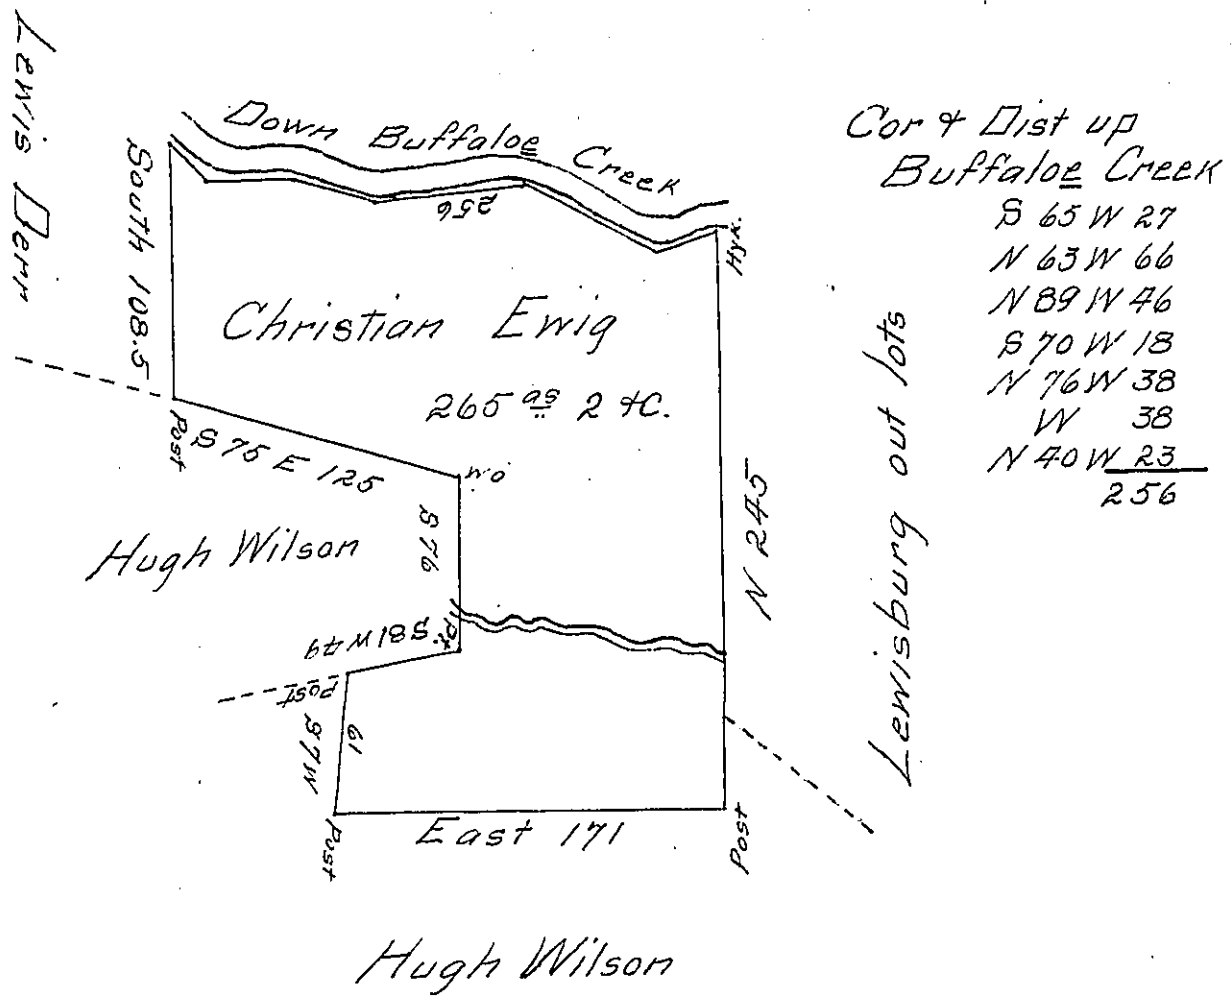 Lewis Derr
Down Buffaloe Creek
256
South 108.5
Hyk.
Christian Ewig
265 as 2 &C.
Post
S 75 E 125
wo
Hugh Wilson
S 76
N 245
Pt.
S 81 W 49
Post
S 7 W
61
Post
East 171
Post
Lewisburg out lots
Hugh Wilson
Cor & Dist up
Buffaloe Creek
S 65 W 27
N 63 W 66
N 89 W 46
S 70 W 18
N 76 W 38
W 38
N 40 W 23
256